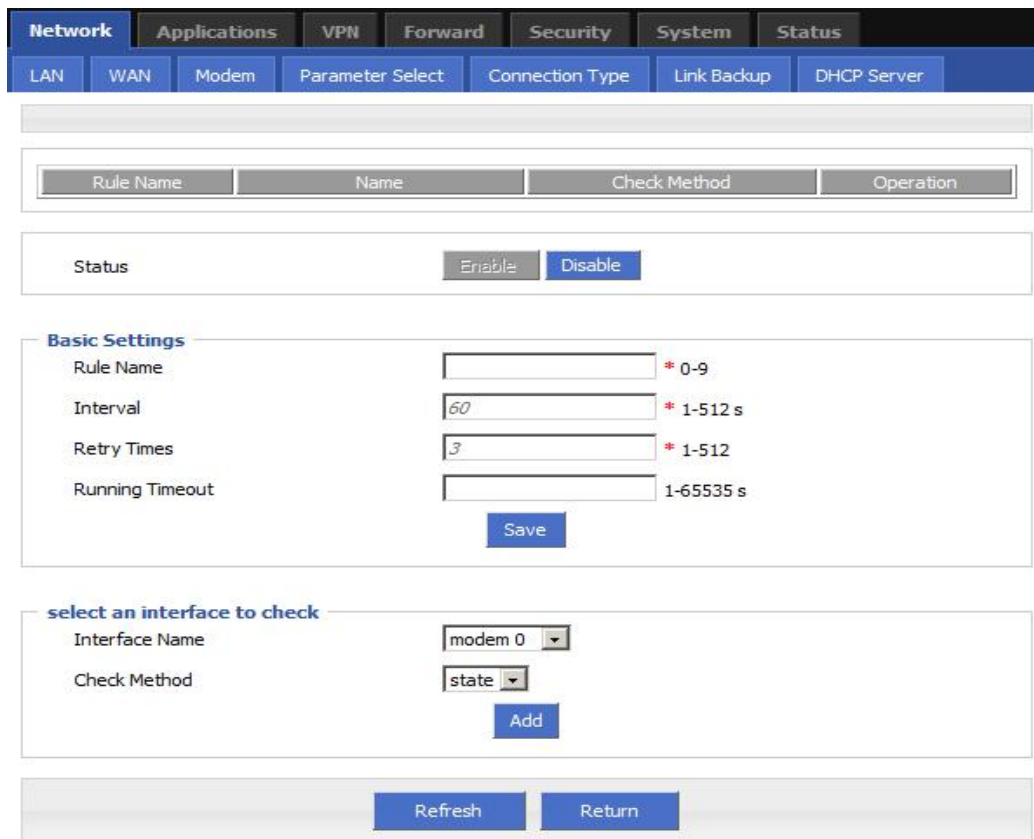 Network Applications VPN Forward Security System Status
LAN WAN Modem Parameter Select Connection Type Link Backup DHCP Server
Rule Name Name Check Method Operation
Status Enable Disable
Basic Settings
Rule Name * 0-9
Interval 60 * 1-512 s
Retry Times 3 * 1-512
Running Timeout 1-65535 s
Save
select an interface to check
Interface Name modem 0
Check Method state
Add
Refresh Return